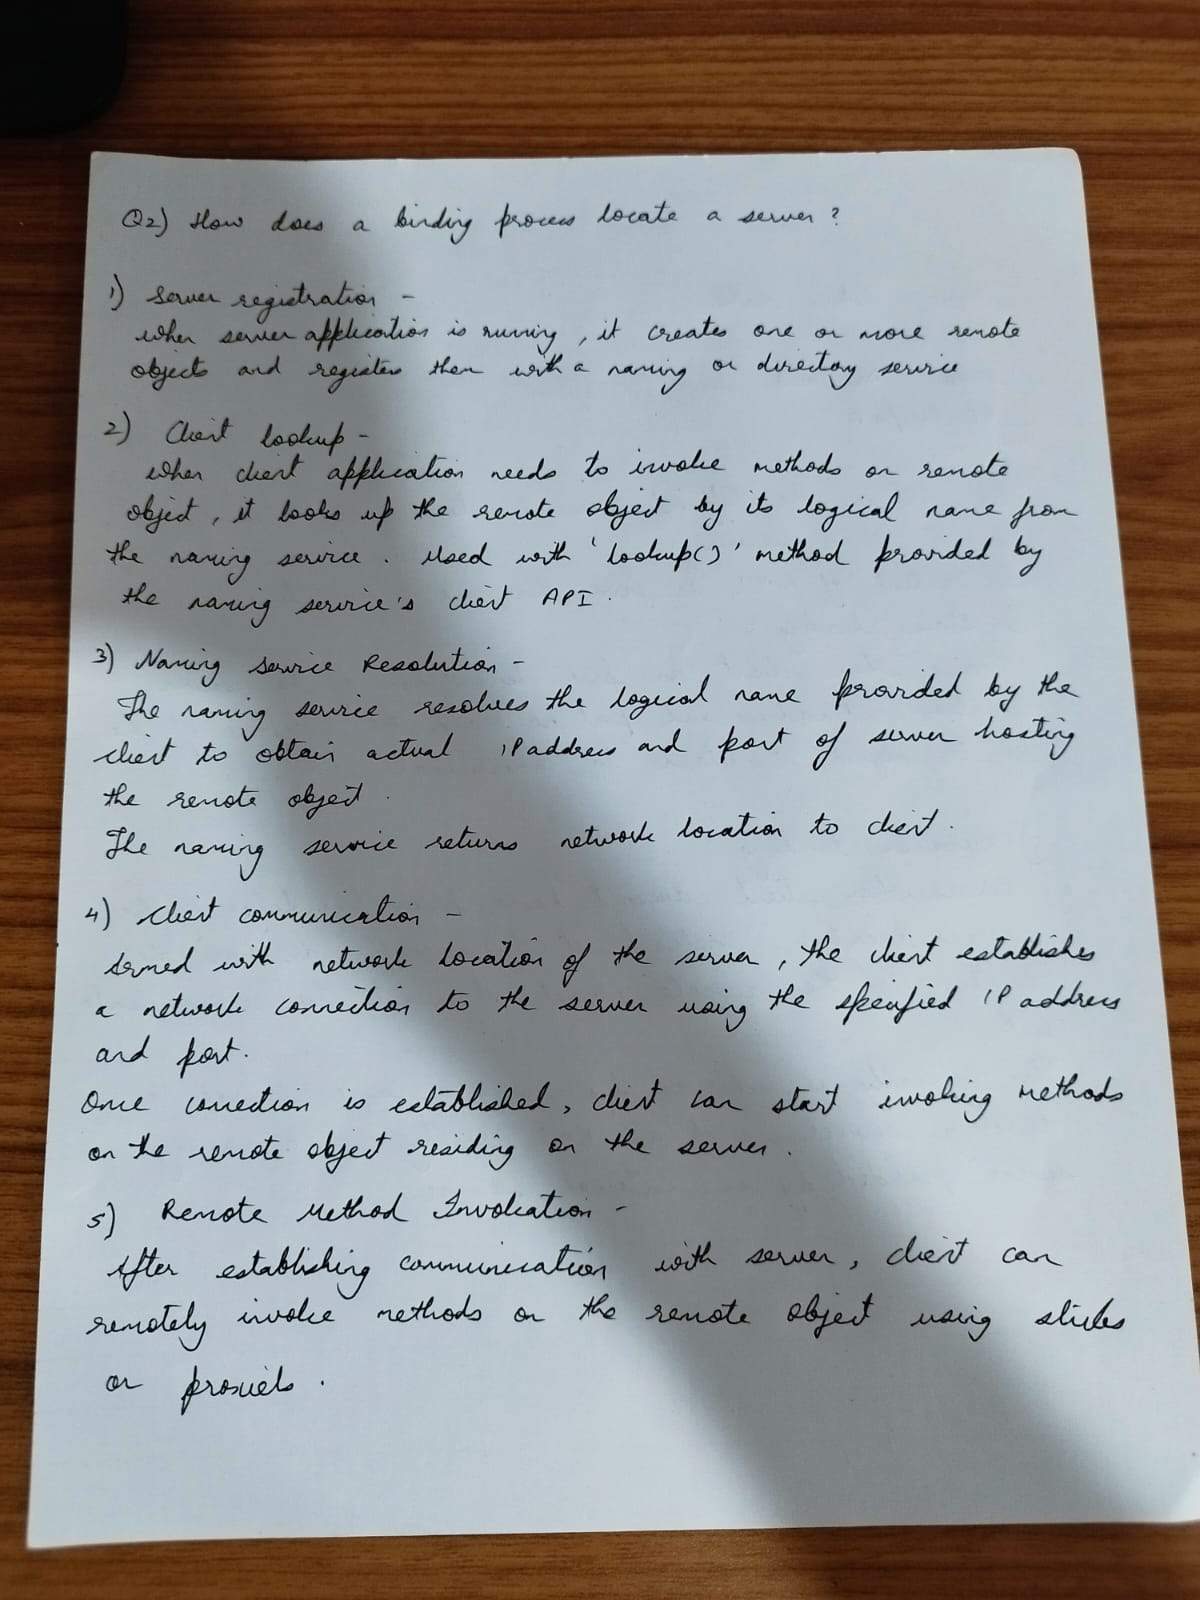 Q2) How does a binding process locate a server ?
1) Server registration -
when server application is running , it creates one or more remote
objects and registers them with a naming or directory service
2) Client lookup -
when client application needs to invoke methods on remote
object , it looks up the remote object by its logical name from
the naming service . Used with 'lookup()' method provided by
the naming service's client API .
3) Naming service Resolution -
The naming service resolves the logical name provided by the
client to obtain actual IP address and port of server hosting
the remote object .
The naming service returns network location to client .
4) Client communication -
Armed with network location of the server , the client establishes
a network connection to the server using the specified IP address
and port.
Once connection is established , client can start invoking methods
on the remote object residing on the server .
5) Remote Method Invokation -
After establishing communication with server , client can
remotely invoke methods on the remote object using
or .